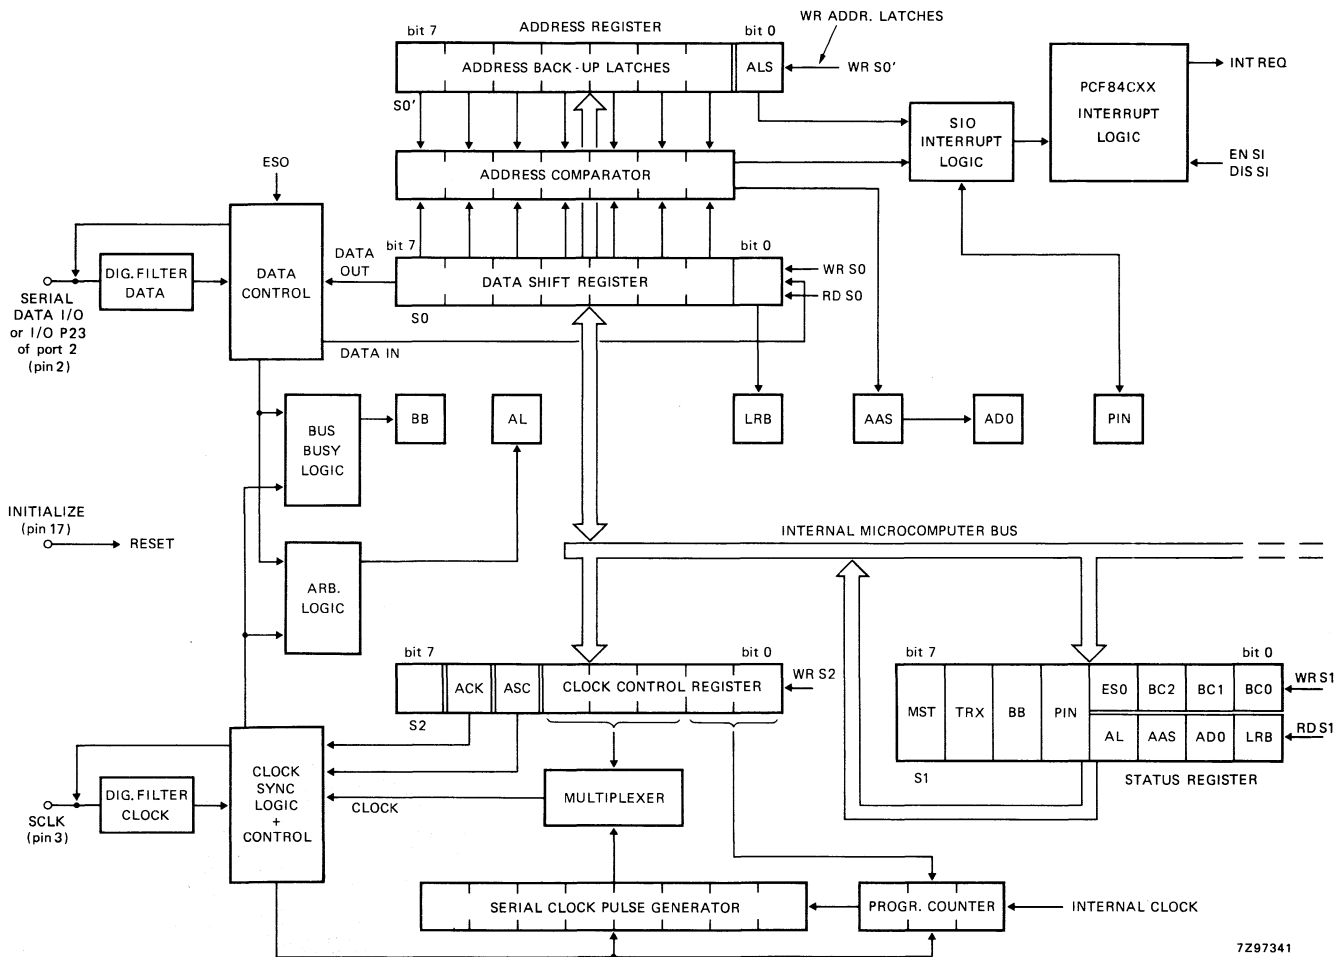 ADDRESS REGISTER
bit 7
bit 0
WR ADDR. LATCHES
ADDRESS BACK-UP LATCHES
ALS
WR S0'
S0'
PCF84CXX
INTERRUPT
LOGIC
INT REQ
EN SI
DIS SI
SIO
INTERRUPT
LOGIC
ADDRESS COMPARATOR
ESO
DATA
CONTROL
DIG. FILTER
DATA
SERIAL
DATA I/O
or I/O P23
of port 2
(pin 2)
DATA
OUT
bit 7
bit 0
DATA SHIFT REGISTER
WR S0
RD S0
S0
DATA IN
BUS
BUSY
LOGIC
BB
AL
LRB
AAS
AD0
PIN
INITIALIZE
(pin 17)
RESET
ARB.
LOGIC
INTERNAL MICROCOMPUTER BUS
bit 7
bit 0
ACK
ASC
CLOCK CONTROL REGISTER
WR S2
S2
bit 7
bit 0
MST
TRX
BB
PIN
ES0
BC2
BC1
BC0
WR S1
AL
AAS
AD0
LRB
RD S1
S1
STATUS REGISTER
CLOCK
SYNC
LOGIC
+
CONTROL
DIG. FILTER
CLOCK
SCLK
(pin 3)
CLOCK
MULTIPLEXER
SERIAL CLOCK PULSE GENERATOR
PROGR. COUNTER
INTERNAL CLOCK
7Z97341